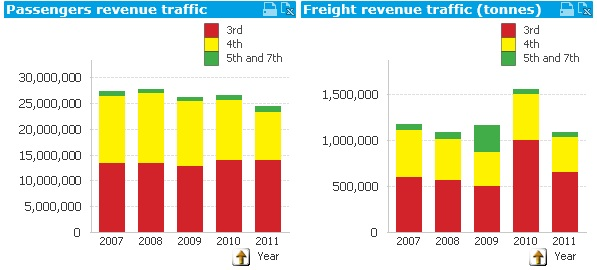 Passengers revenue traffic
3rd
4th
5th and 7th
30,000,000
25,000,000
20,000,000
15,000,000
10,000,000
5,000,000
0
2007 2008 2009 2010 2011
Year
Freight revenue traffic (tonnes)
3rd
4th
5th and 7th
1,500,000
1,000,000
500,000
0
2007 2008 2009 2010 2011
Year